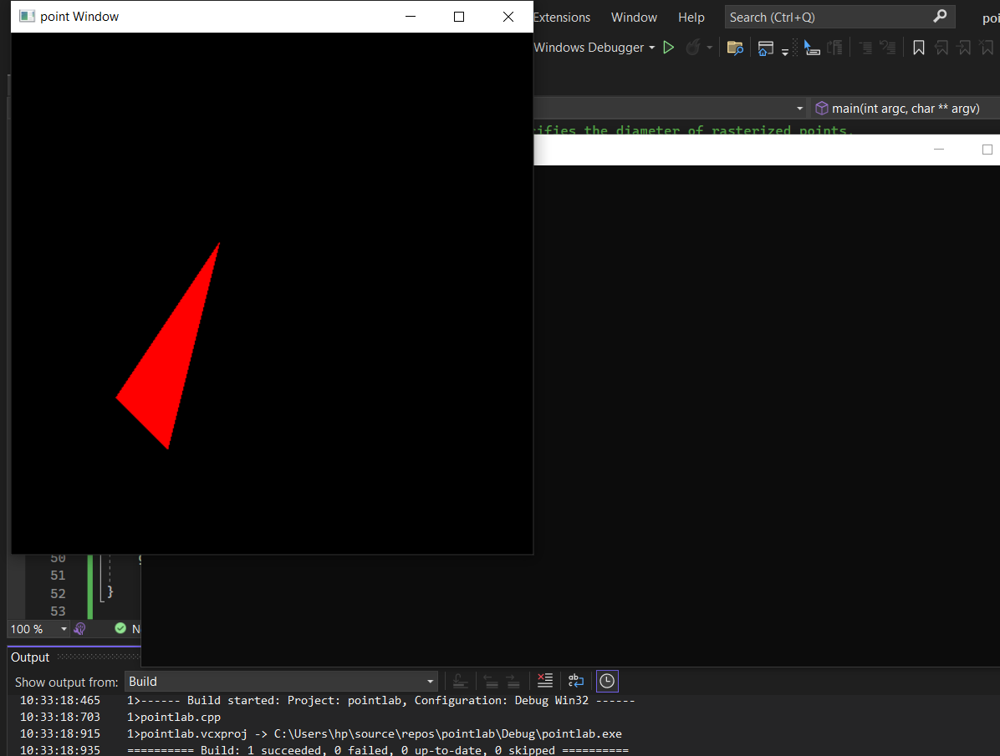 point Window
Extensions Window Help Search (Ctrl+Q) poi
Windows Debugger
main(int argc, char ** argv)
ifies the diameter of rasterized points.
50
51
52 }
53
100 % N
Output
Show output from: Build
10:33:18:465 1>------ Build started: Project: pointlab, Configuration: Debug Win32 ------
10:33:18:703 1>pointlab.cpp
10:33:18:915 1>pointlab.vcxproj -> C:\Users\hp\source\repos\pointlab\Debug\pointlab.exe
10:33:18:935 ========== Build: 1 succeeded, 0 failed, 0 up-to-date, 0 skipped ==========